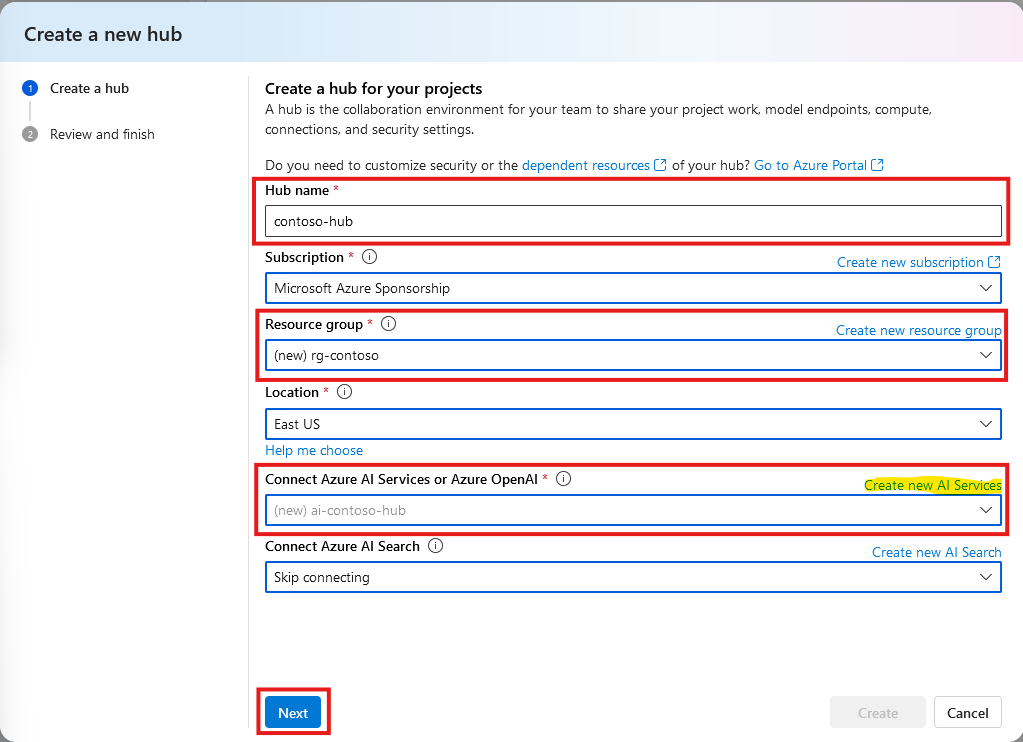 Create a new hub
1 Create a hub
2 Review and finish
Create a hub for your projects
A hub is the collaboration environment for your team to share your project work, model endpoints, compute,
connections, and security settings.
Do you need to customize security or the dependent resources of your hub? Go to Azure Portal
Hub name *
contoso-hub
Subscription *
Create new subscription
Microsoft Azure Sponsorship
Resource group *
Create new resource group
(new) rg-contoso
Location *
East US
Help me choose
Connect Azure AI Services or Azure OpenAI *
Create new AI Services
(new) ai-contoso-hub
Connect Azure AI Search
Create new AI Search
Skip connecting
Next
Create
Cancel